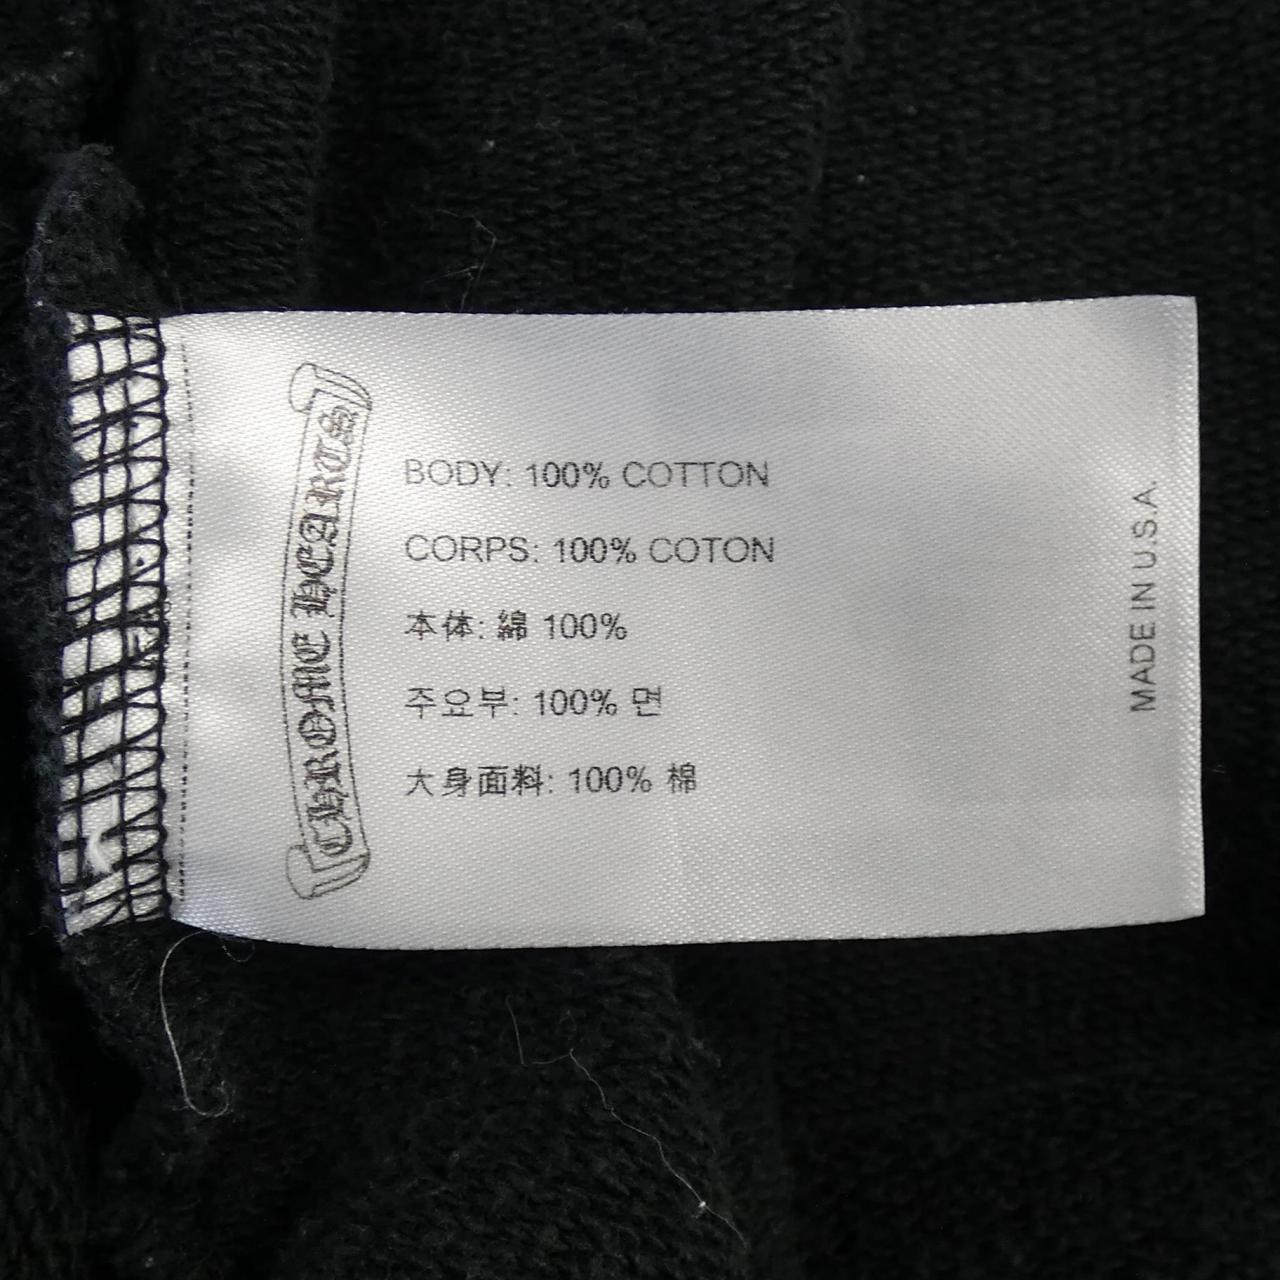 CHROME HEARTS
BODY: 100% COTTON
CORPS: 100% COTON
本体: 綿 100%
주요부: 100% 면
大身面料: 100% 棉
MADE IN U.S.A.